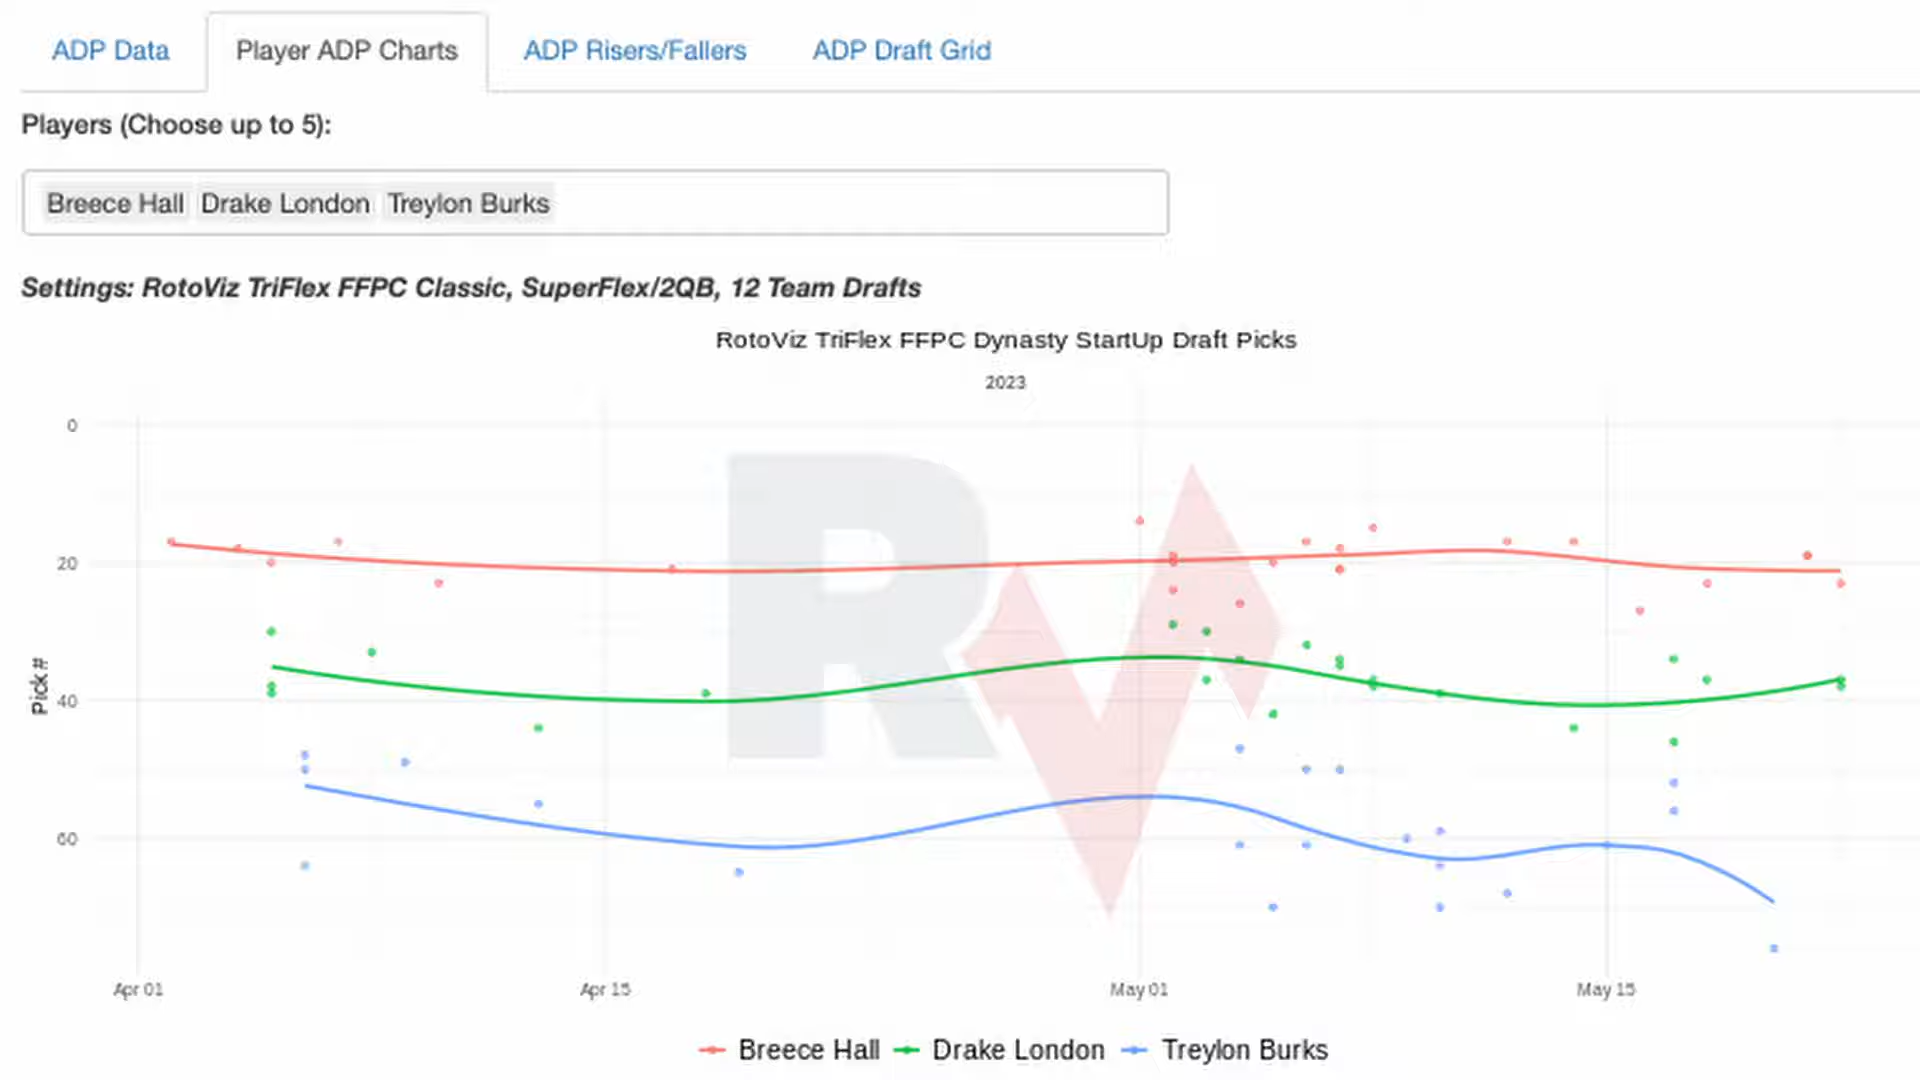 ADP Data Player ADP Charts ADP Risers/Fallers ADP Draft Grid
Players (Choose up to 5):
Breece Hall Drake London Treylon Burks
Settings: RotoViz TriFlex FFPC Classic, SuperFlex/2QB, 12 Team Drafts
RotoViz TriFlex FFPC Dynasty StartUp Draft Picks
2023
0
20
40
60
Pick #
Apr 01 Apr 15 May 01 May 15
Breece Hall Drake London Treylon Burks
RV